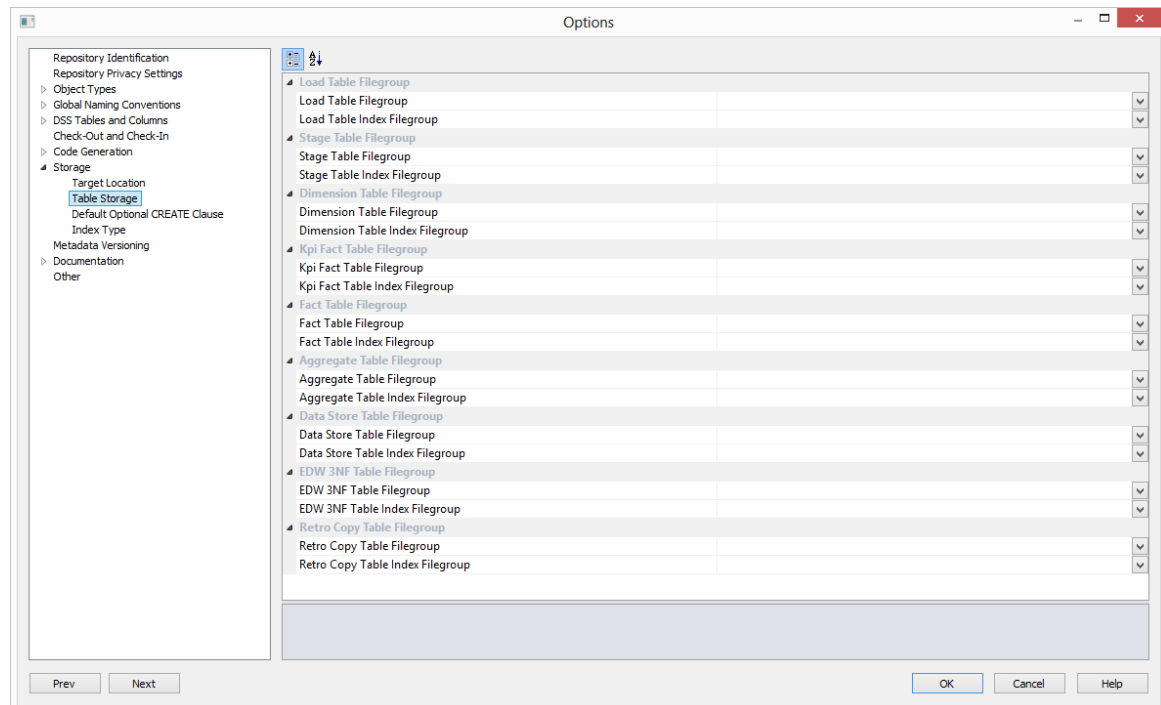 Options
Repository Identification
Repository Privacy Settings
Object Types
Global Naming Conventions
DSS Tables and Columns
Check-Out and Check-In
Code Generation
Storage
Target Location
Table Storage
Default Optional CREATE Clause
Index Type
Metadata Versioning
Documentation
Other
Load Table Filegroup
Load Table Filegroup
Load Table Index Filegroup
Stage Table Filegroup
Stage Table Filegroup
Stage Table Index Filegroup
Dimension Table Filegroup
Dimension Table Filegroup
Dimension Table Index Filegroup
Kpi Fact Table Filegroup
Kpi Fact Table Filegroup
Kpi Fact Table Index Filegroup
Fact Table Filegroup
Fact Table Filegroup
Fact Table Index Filegroup
Aggregate Table Filegroup
Aggregate Table Filegroup
Aggregate Table Index Filegroup
Data Store Table Filegroup
Data Store Table Filegroup
Data Store Table Index Filegroup
EDW 3NF Table Filegroup
EDW 3NF Table Filegroup
EDW 3NF Table Index Filegroup
Retro Copy Table Filegroup
Retro Copy Table Filegroup
Retro Copy Table Index Filegroup
Prev Next OK Cancel Help